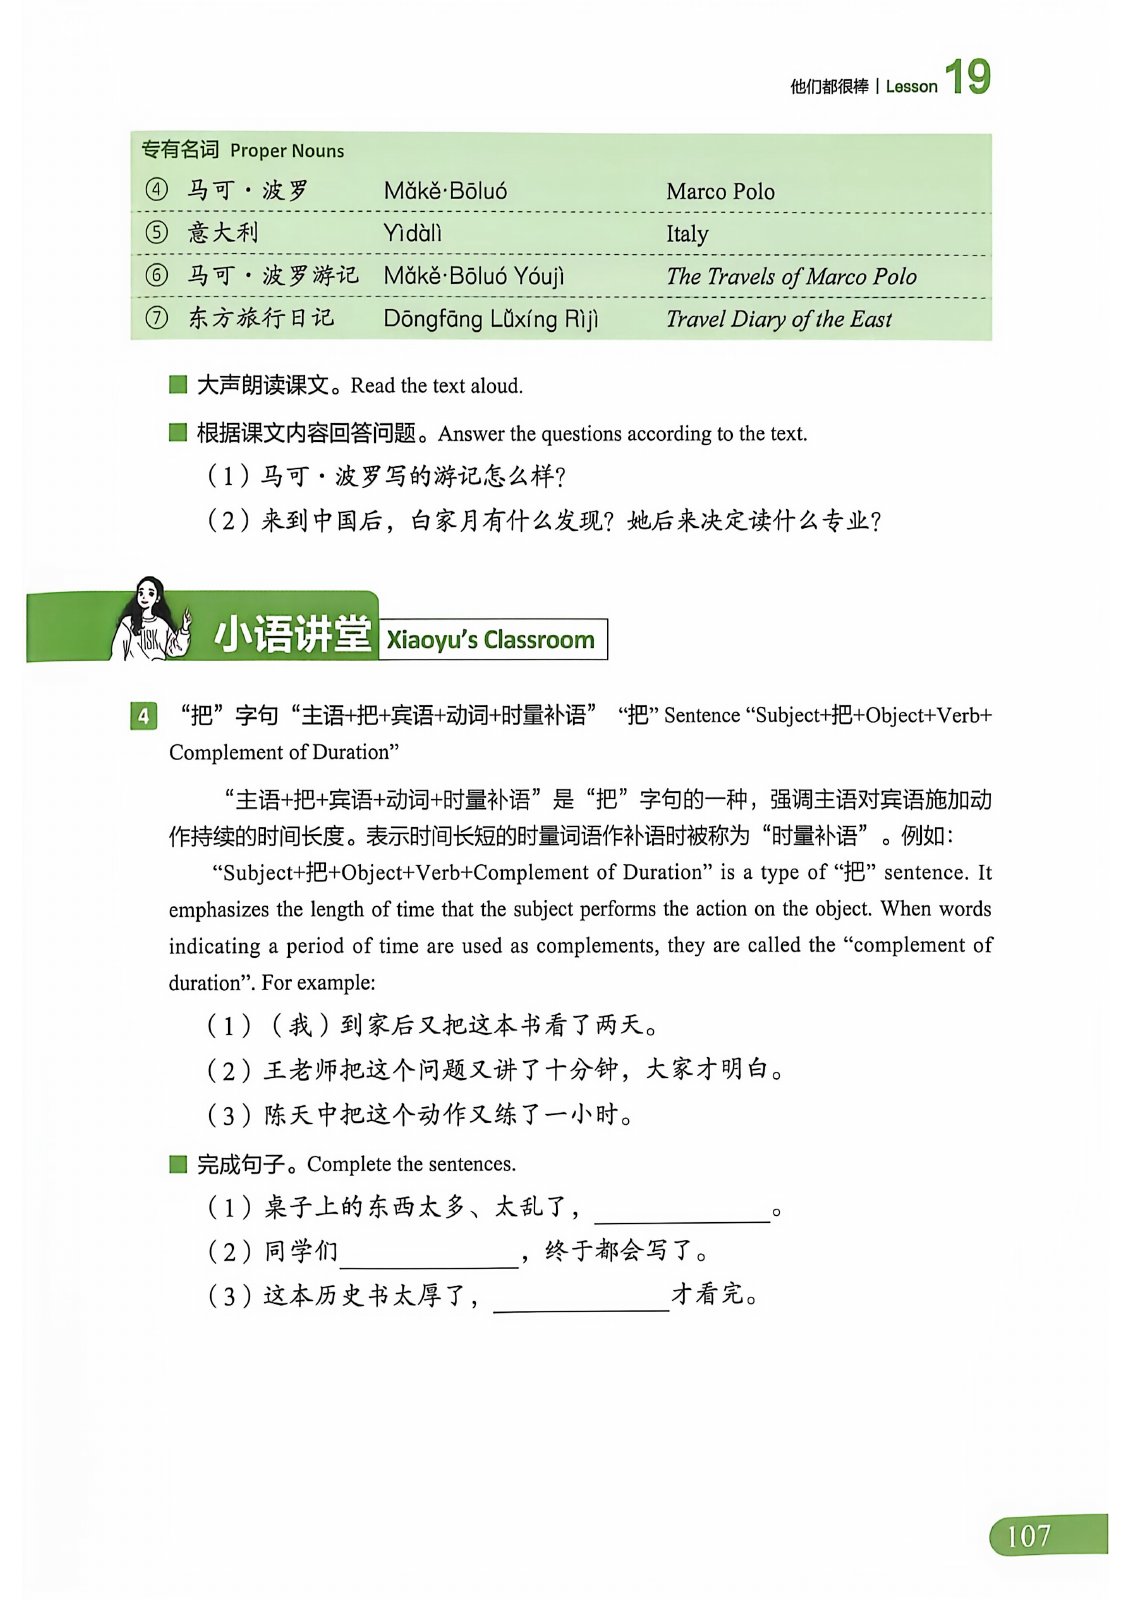 他们都很棒 | Lesson 19
专有名词 Proper Nouns
④ 马可·波罗 Mǎkě·Bōluó Marco Polo
⑤ 意大利 Yìdàlì Italy
⑥ 马可·波罗游记 Mǎkě·Bōluó Yóujì The Travels of Marco Polo
⑦ 东方旅行日记 Dōngfāng Lǚxíng Rìjì Travel Diary of the East
■ 大声朗读课文。Read the text aloud.
■ 根据课文内容回答问题。Answer the questions according to the text.
（1）马可·波罗写的游记怎么样？
（2）来到中国后，白家月有什么发现？她后来决定读什么专业？
小语讲堂 Xiaoyu's Classroom
4 “把”字句“主语+把+宾语+动词+时量补语” “把” Sentence “Subject+把+Object+Verb+
Complement of Duration”
“主语+把+宾语+动词+时量补语”是“把”字句的一种，强调主语对宾语施加动
作持续的时间长度。表示时间长短的时量词语作补语时被称为“时量补语”。例如：
“Subject+把+Object+Verb+Complement of Duration” is a type of “把” sentence. It
emphasizes the length of time that the subject performs the action on the object. When words
indicating a period of time are used as complements, they are called the “complement of
duration”. For example:
（1）（我）到家后又把这本书看了两天。
（2）王老师把这个问题又讲了十分钟，大家才明白。
（3）陈天中把这个动作又练了一小时。
■ 完成句子。Complete the sentences.
（1）桌子上的东西太多、太乱了，____________。
（2）同学们____________，终于都会写了。
（3）这本历史书太厚了，____________才看完。
107